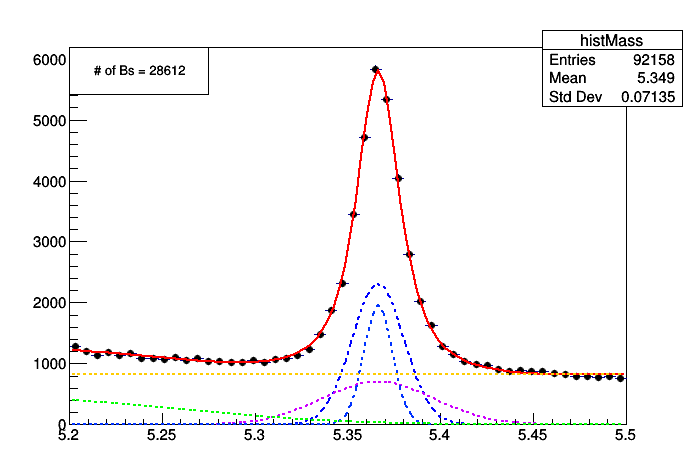 histMass
Entries 92158
Mean 5.349
Std Dev 0.07135
# of Bs = 28612
6000
5000
4000
3000
2000
1000
0
5.2 5.25 5.3 5.35 5.4 5.45 5.5